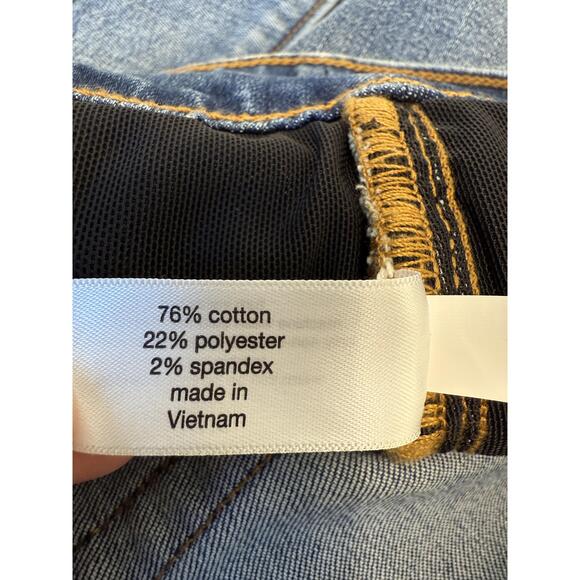 76% cotton
22% polyester
2% spandex
made in
Vietnam